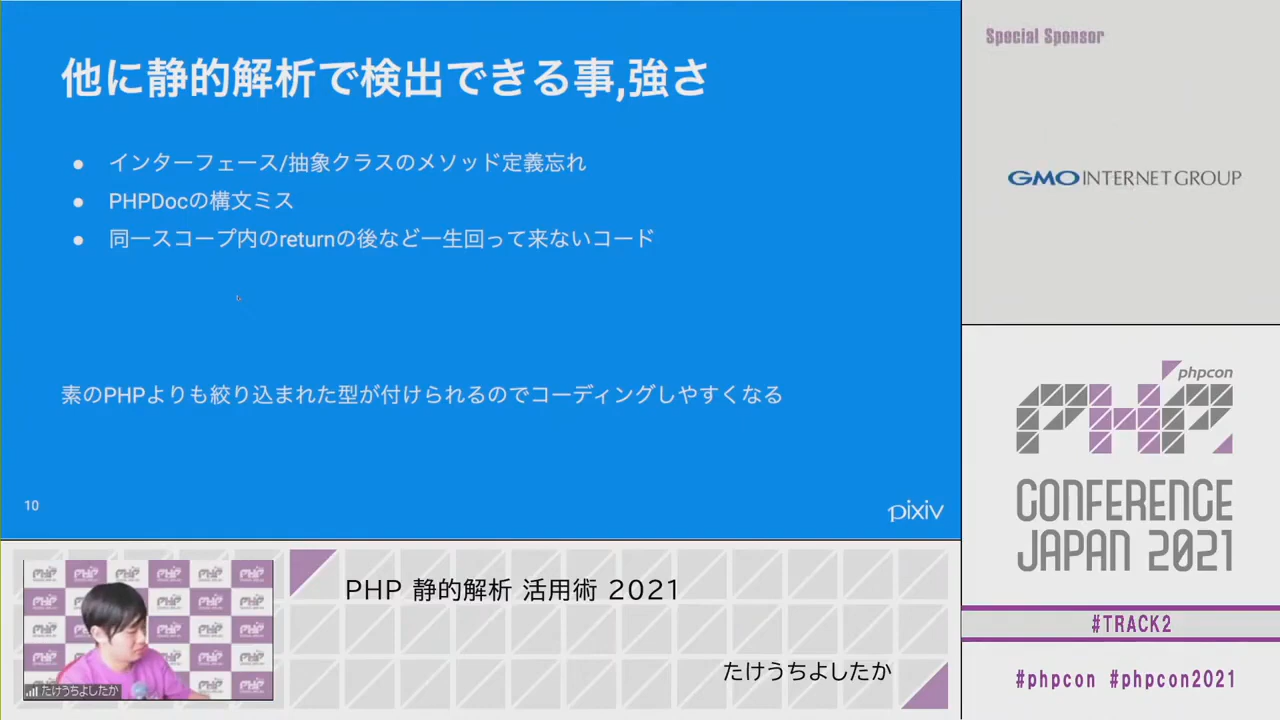 他に静的解析で検出できる事,強さ
● インターフェース/抽象クラスのメソッド定義忘れ
● PHPDocの構文ミス
● 同一スコープ内のreturnの後など一生回って来ないコード
素のPHPよりも絞り込まれた型が付けられるのでコーディングしやすくなる
10
pixiv
Special Sponsor
GMO INTERNET GROUP
phpcon
PHP
CONFERENCE
JAPAN 2021
#TRACK2
#phpcon #phpcon2021
PHP 静的解析 活用術 2021
たけうちよしたか
たけうちよしたか